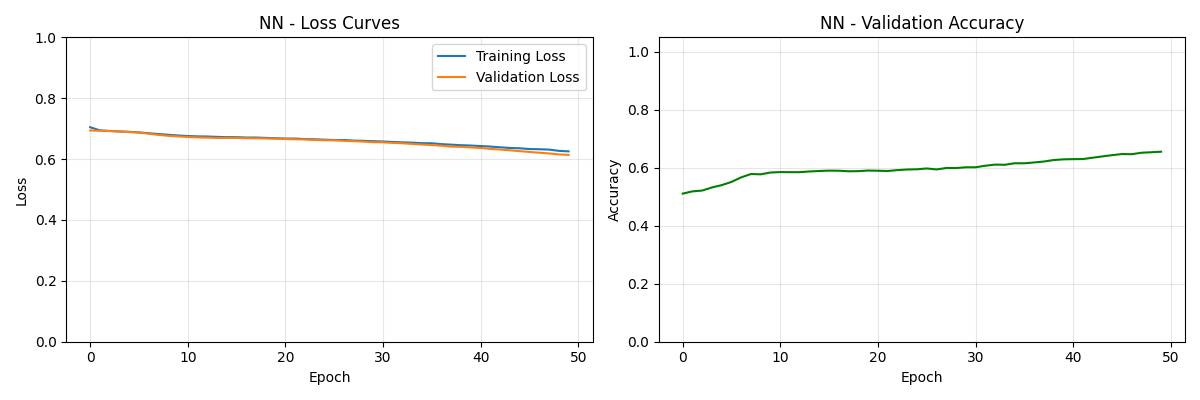 NN - Loss Curves
1.0
0.8
0.6
0.4
0.2
0.0
Loss
Training Loss
Validation Loss
0 10 20 30 40 50
Epoch
NN - Validation Accuracy
1.0
0.8
0.6
0.4
0.2
0.0
Accuracy
0 10 20 30 40 50
Epoch